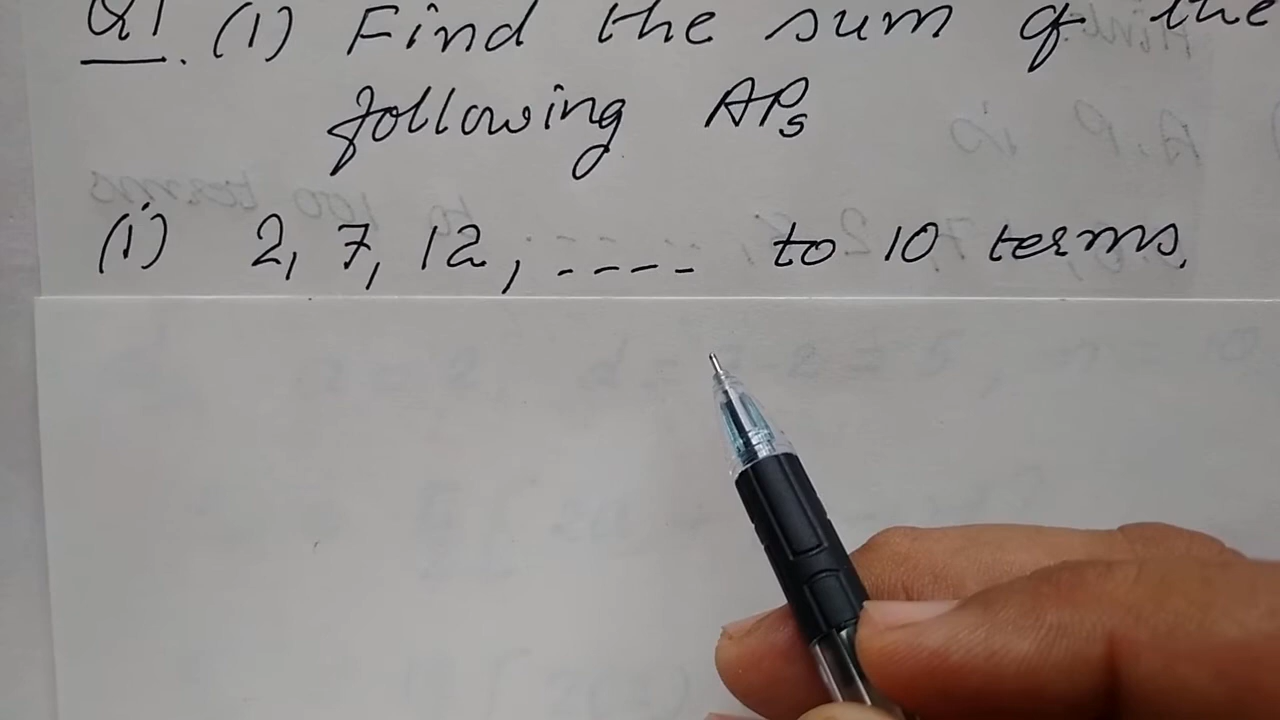 Q1. (1) Find the sum of the
following APs
(i) 2, 7, 12, ---- to 10 terms.